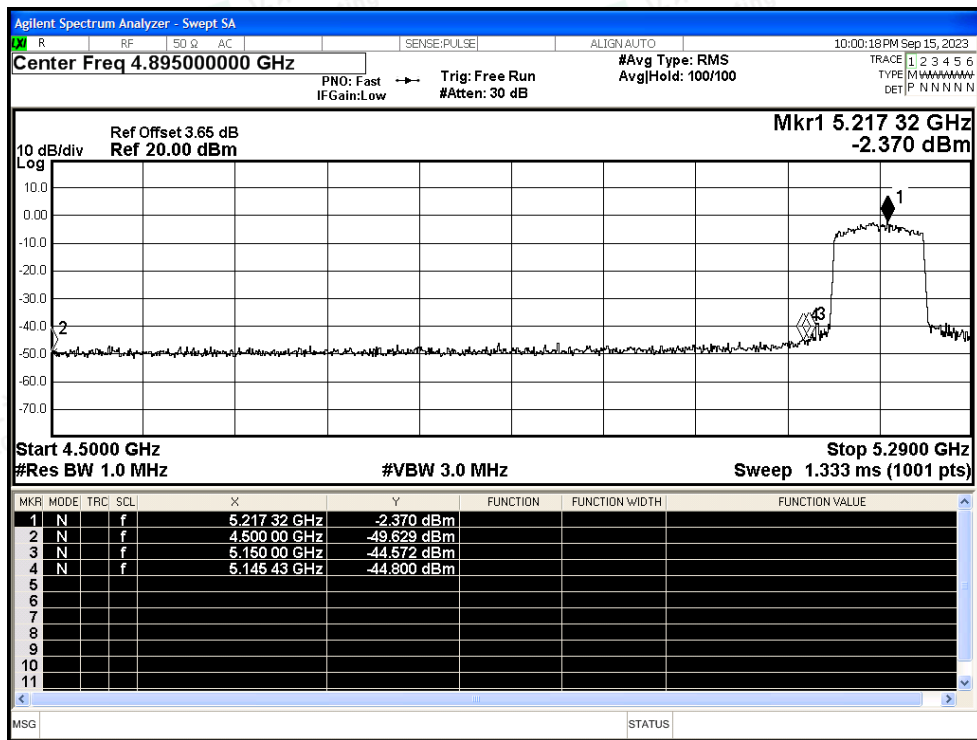 Agilent Spectrum Analyzer - Swept SA
LXI R RF 50 Ω AC SENSE:PULSE ALIGN AUTO 10:00:18 PM Sep 15, 2023
Center Freq 4.895000000 GHz #Avg Type: RMS TRACE 1 2 3 4 5 6
PNO: Fast Trig: Free Run Avg|Hold: 100/100 TYPE M
IFGain:Low #Atten: 30 dB DET P N N N N N
Mkr1 5.217 32 GHz
Ref Offset 3.65 dB -2.370 dBm
10 dB/div Ref 20.00 dBm
Log
10.0
0.00
-10.0
-20.0
-30.0
-40.0
-50.0
-60.0
-70.0
1
2
4 3
Start 4.5000 GHz Stop 5.2900 GHz
#Res BW 1.0 MHz #VBW 3.0 MHz Sweep 1.333 ms (1001 pts)
MKR MODE TRC SCL X Y FUNCTION FUNCTION WIDTH FUNCTION VALUE
1 N f 5.217 32 GHz -2.370 dBm
2 N f 4.500 00 GHz -49.629 dBm
3 N f 5.150 00 GHz -44.572 dBm
4 N f 5.145 43 GHz -44.800 dBm
5
6
7
8
9
10
11
MSG STATUS